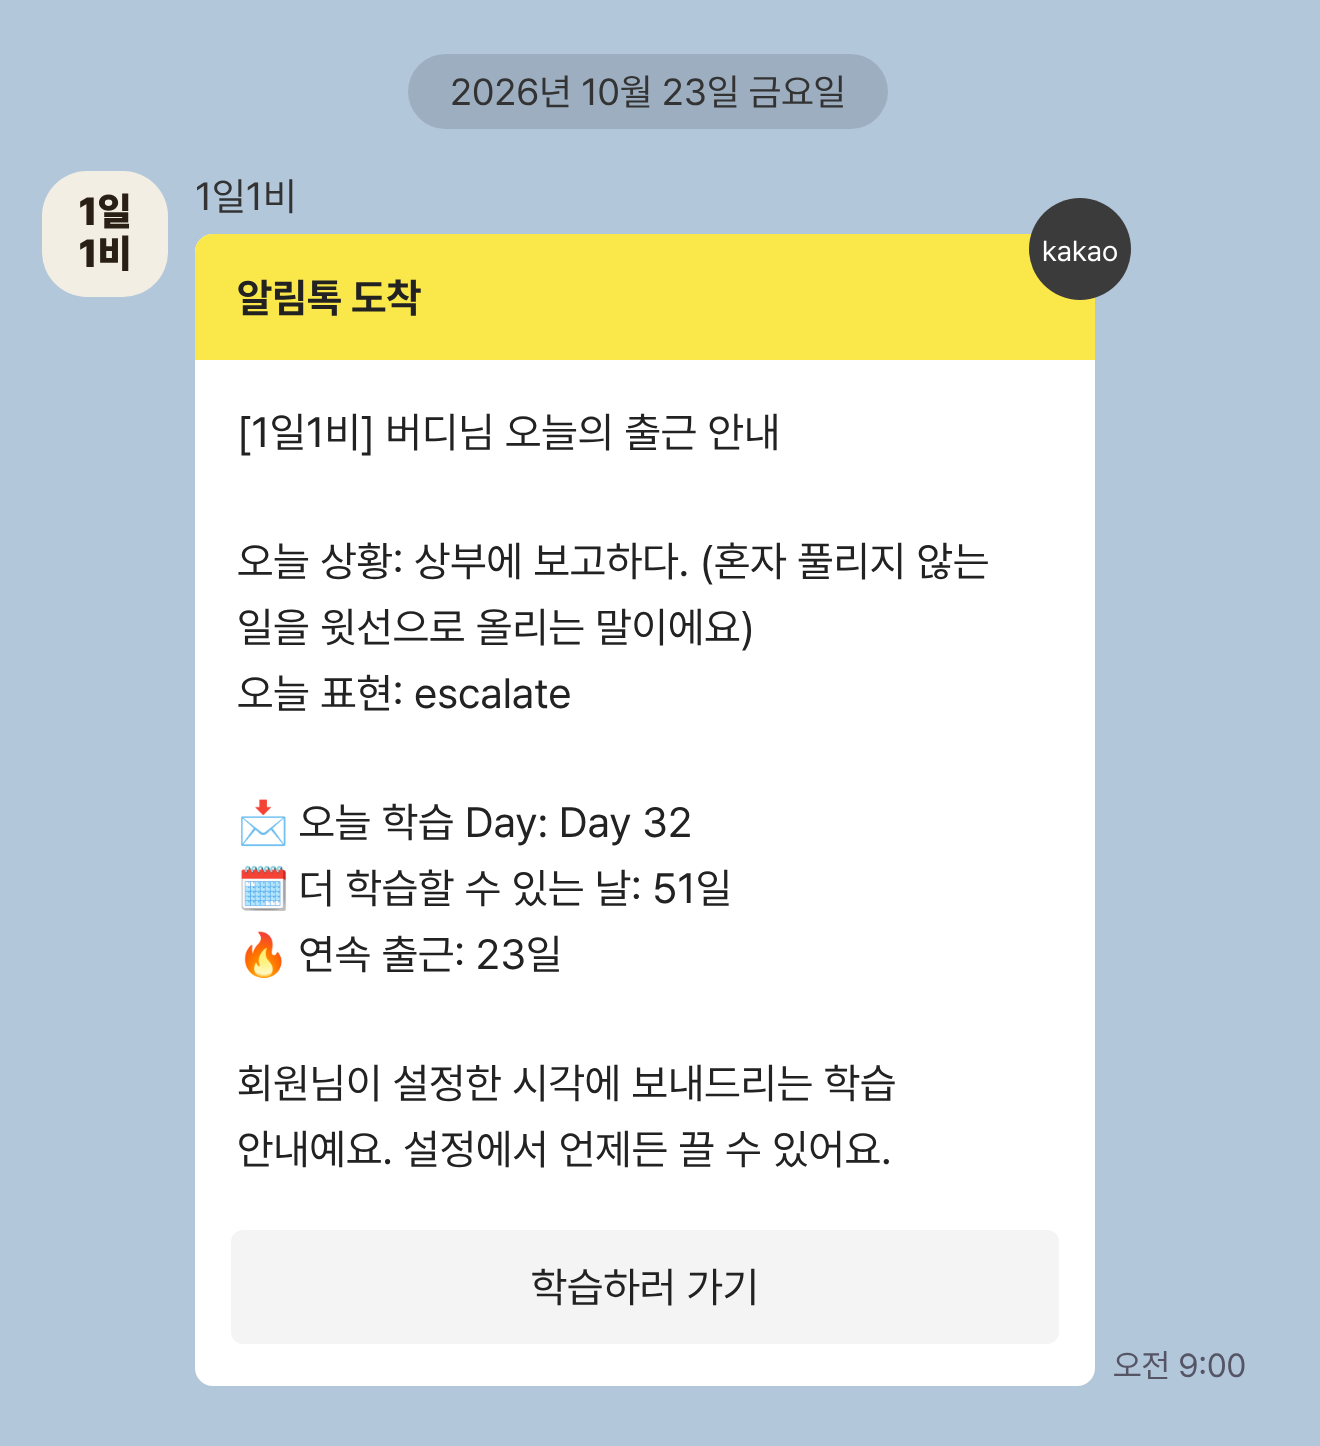 2026년 10월 23일 금요일
1일
1비
1일1비
kakao
알림톡 도착
[1일1비] 버디님 오늘의 출근 안내
오늘 상황: 상부에 보고하다. (혼자 풀리지 않는
일을 윗선으로 올리는 말이에요)
오늘 표현: escalate
📩 오늘 학습 Day: Day 32
🗓️ 더 학습할 수 있는 날: 51일
🔥 연속 출근: 23일
회원님이 설정한 시각에 보내드리는 학습
안내예요. 설정에서 언제든 끌 수 있어요.
학습하러 가기
오전 9:00